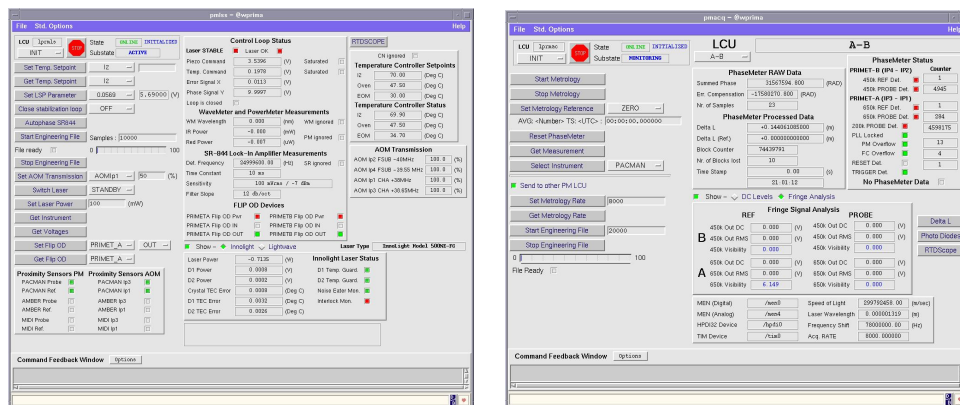 pmlss - @wprima
File Std. Options Help
LCU lprmls STOP State ONLINE INITIALISED
INIT Substate ACTIVE
Set Temp. Setpoint I2
Get Temp. Setpoint I2
Set LSP Parameter 0.0569 5.69000 (V)
Close stabilization loop OFF
Autophase SR844
Start Engineering File Samples : 10000
File ready 0 100
Stop Engineering File
Set AOM Transmission AOMIp1 50 (%)
Switch Laser STANDBY
Set Laser Power 100 (mW)
Get Instrument
Get Voltages
Set Flip OD PRIMET_A OUT
Get Flip OD PRIMET_A
Proximity Sensors PM Proximity Sensors AOM
PACMAN Probe PACMAN Ip3
PACMAN Ref. PACMAN Ip1
AMBER Probe AMBER Ip3
AMBER Ref. AMBER Ip1
MIDI Probe MIDI Ip3
MIDI Ref. MIDI Ip1
Control Loop Status
Laser STABLE Laser OK
Piezo Command 3.5396 (V) Saturated
Temp. Command 0.1978 (V) Saturated
Error Signal X 0.0113 (V)
Phase Signal Y 9.9997 (V)
Loop is closed
WaveMeter and PowerMeter Measurements
WM Wavelength 0.000 (nm) WM ignored
IR Power -0.000 (uW)
Red Power -0.007 (uW) PM ignored
SR-844 Lock-In Amplifier Measurements
Det. Frequency 24999600.00 (Hz) SR ignored
Time Constant 10 ms
Sensitivity 100 mVrms / -7 dBm
Filter Slope 12 db/oct
FLIP OD Devices
PRIMETA Flip OD Pwr PRIMETB Flip OD Pwr
PRIMETA Flip OD IN PRIMETB Flip OD IN
PRIMETA Flip OD OUT PRIMETB Flip OD OUT
Show - Innolight Lightwave Laser Type InnoLight Model 500NE-FC
Laser Power -0.7135 (W)
D1 Power 0.0008 (V)
D2 Power 0.0002 (V)
Crystal TEC Error 0.0008 (Deg C)
D1 TEC Error 0.0032 (Deg C)
D2 TEC Error 0.0026 (Deg C)
Innolight Laser Status
D1 Temp. Guard.
D2 Temp. Guard.
Noise Eater Mon.
Interlock Mon.
RTDSCOPE
CN ignored
Temperature Controller Setpoints
I2 70.00 (Deg C)
Oven 47.50 (Deg C)
EOM 30.00 (Deg C)
Temperature Controller Status
I2 69.90 (Deg C)
Oven 47.50 (Deg C)
EOM 34.70 (Deg C)
AOM Transmission
AOM Ip2 FSUB -40MHz 100.0 (%)
AOM Ip4 FSUB -39.55 MHz 100.0 (%)
AOM Ip1 CHA +38MHz 100.0 (%)
AOM Ip3 CHA +38.65MHz 100.0 (%)
Command Feedback Window Options
pmacq - @wprima
File Std. Options Help
LCU lprmac STOP State ONLINE INITIALISED
INIT Substate MONITORING
Start Metrology
Stop Metrology
Set Metrology Reference ZERO
AVG: <Number> TS: <UTC> : 00:00:00.000000
Reset PhaseMeter
Get Measurement
Select Instrument PACMAN
Send to other PM LCU
Set Metrology Rate 8000
Get Metrology Rate
Start Engineering File 20000
Stop Engineering File
0 100
File Ready
LCU A-B
A-B
PhaseMeter RAW Data
Summed Phase 31567594.800 (RAD)
Err. Compensation -17580270.800 (RAD)
Nr. of Samples 23
PhaseMeter Processed Data
Delta L +0.144061085000 (m)
Delta L (Ref.) +0.000000000000 (m)
Block Counter 74439791
Nr. of Blocks lost 10
Time Stamp 0.00 (s)
21:01:12
PhaseMeter Status
PRIMET-B (IP4 - IP2) Counter
450k REF Det. 1
450k PROBE Det. 4945
PRIMET-A (IP3 - IP1)
650k REF Det. 1
650k PROBE Det. 284
200k PROBE Det. 4598175
PLL Locked
PM Overflow 13
FC Overflow 4
RESET Det. 1
TRIGGER Det.
No PhaseMeter Data
Show - DC Levels Fringe Analysis
Fringe Signal Analysis
REF PROBE
B
450k Out DC 0.000 (V) 450k Out DC 0.000 (V)
450k Out RMS 0.000 (V) 450k Out RMS 0.000 (V)
450k Visibility 0.000 450k Visibility 0.000
A
650k Out DC 0.000 (V) 650k Out DC 0.000 (V)
650k Out RMS 0.000 (V) 650k Out RMS 0.000 (V)
650k Visibility 6.149 650k Visibility 0.000
Delta L
Photo Diodes
RTDSCOPE
MEN (Digital) /men0 Speed of Light 299792458.00 (m/sec)
MEN (Analog) /men4 Laser Wavelength 0.000001319 (m)
HPDI32 Device /hpdi0 Frequency Shift 78000000.00 (Hz)
TIM Device /tim0 Acq. RATE 8000.000000
Command Feedback Window Options